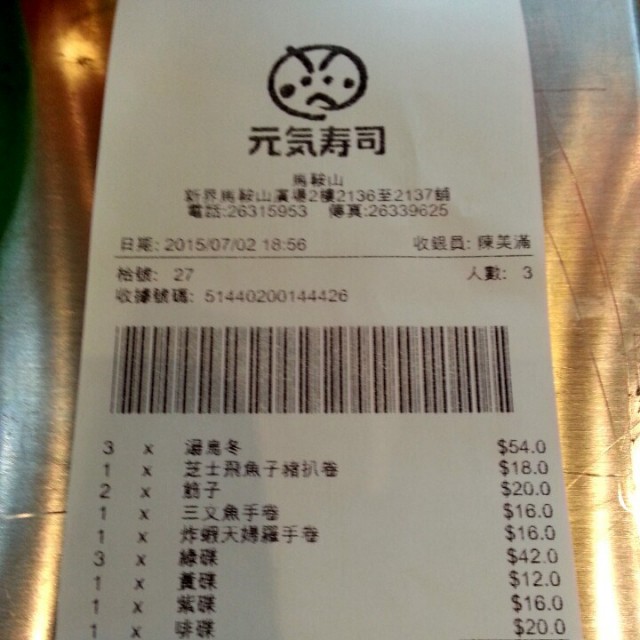 元気寿司
馬鞍山
新界馬鞍山廣場2樓2136至2137舖
電話:26315953 傳真:26339625
日期: 2015/07/02 18:56 收銀員: 陳芙滿
枱號: 27 人數: 3
收據號碼: 51440200144426
3 x 湯烏冬 $54.0
1 x 芝士飛魚子豬扒卷 $18.0
2 x 餃子 $20.0
1 x 三文魚手卷 $16.0
1 x 炸蝦天婦羅手卷 $16.0
3 x 綠碟 $42.0
1 x 黃碟 $12.0
1 x 紫碟 $16.0
1 x 啡碟 $20.0